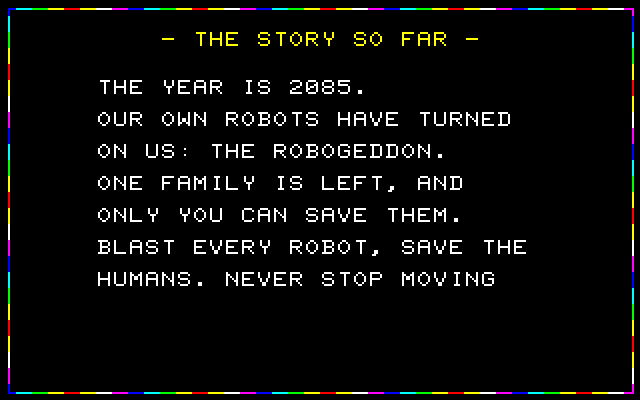 - THE STORY SO FAR -
THE YEAR IS 2085.
OUR OWN ROBOTS HAVE TURNED
ON US: THE ROBOGEDDON.
ONE FAMILY IS LEFT, AND
ONLY YOU CAN SAVE THEM.
BLAST EVERY ROBOT, SAVE THE
HUMANS. NEVER STOP MOVING